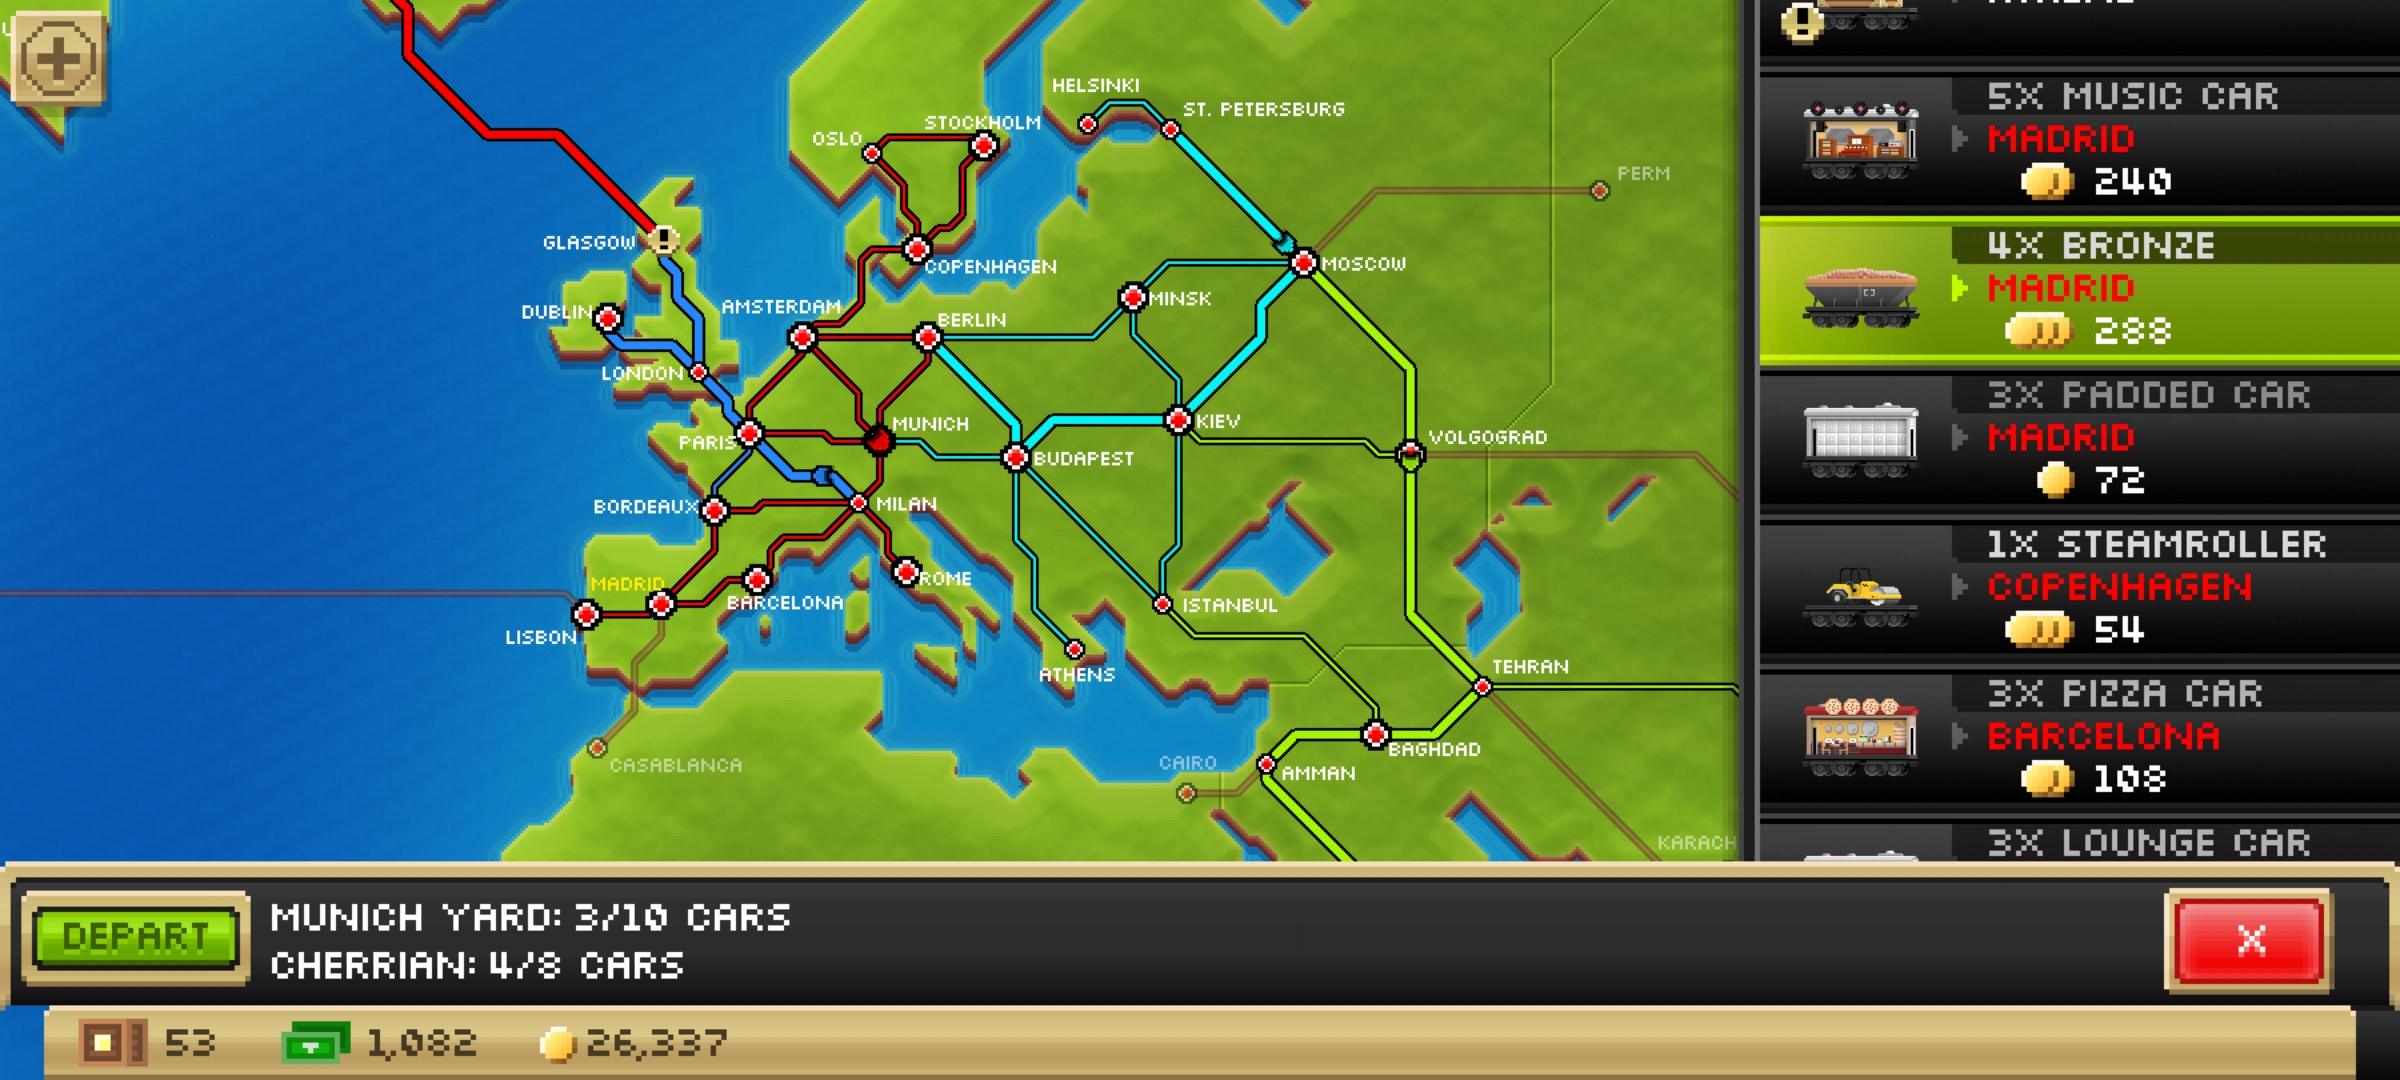 HELSINKI
ST. PETERSBURG
STOCKHOLM
OSLO
PERM
GLASGOW
COPENHAGEN
MOSCOW
MINSK
DUBLIN
AMSTERDAM
BERLIN
LONDON
PARIS
MUNICH
KIEV
VOLGOGRAD
BUDAPEST
BORDEAUX
MILAN
MADRID
BARCELONA
ROME
ISTANBUL
LISBON
ATHENS
TEHRAN
CASABLANCA
CAIRO
AMMAN
BAGHDAD
KARACH
5X MUSIC CAR
MADRID
240
4X BRONZE
MADRID
288
3X PADDED CAR
MADRID
72
1X STEAMROLLER
COPENHAGEN
54
3X PIZZA CAR
BARCELONA
108
3X LOUNGE CAR
DEPART
MUNICH YARD: 3/10 CARS
CHERRIAN: 4/8 CARS
X
53
1,082
26,337